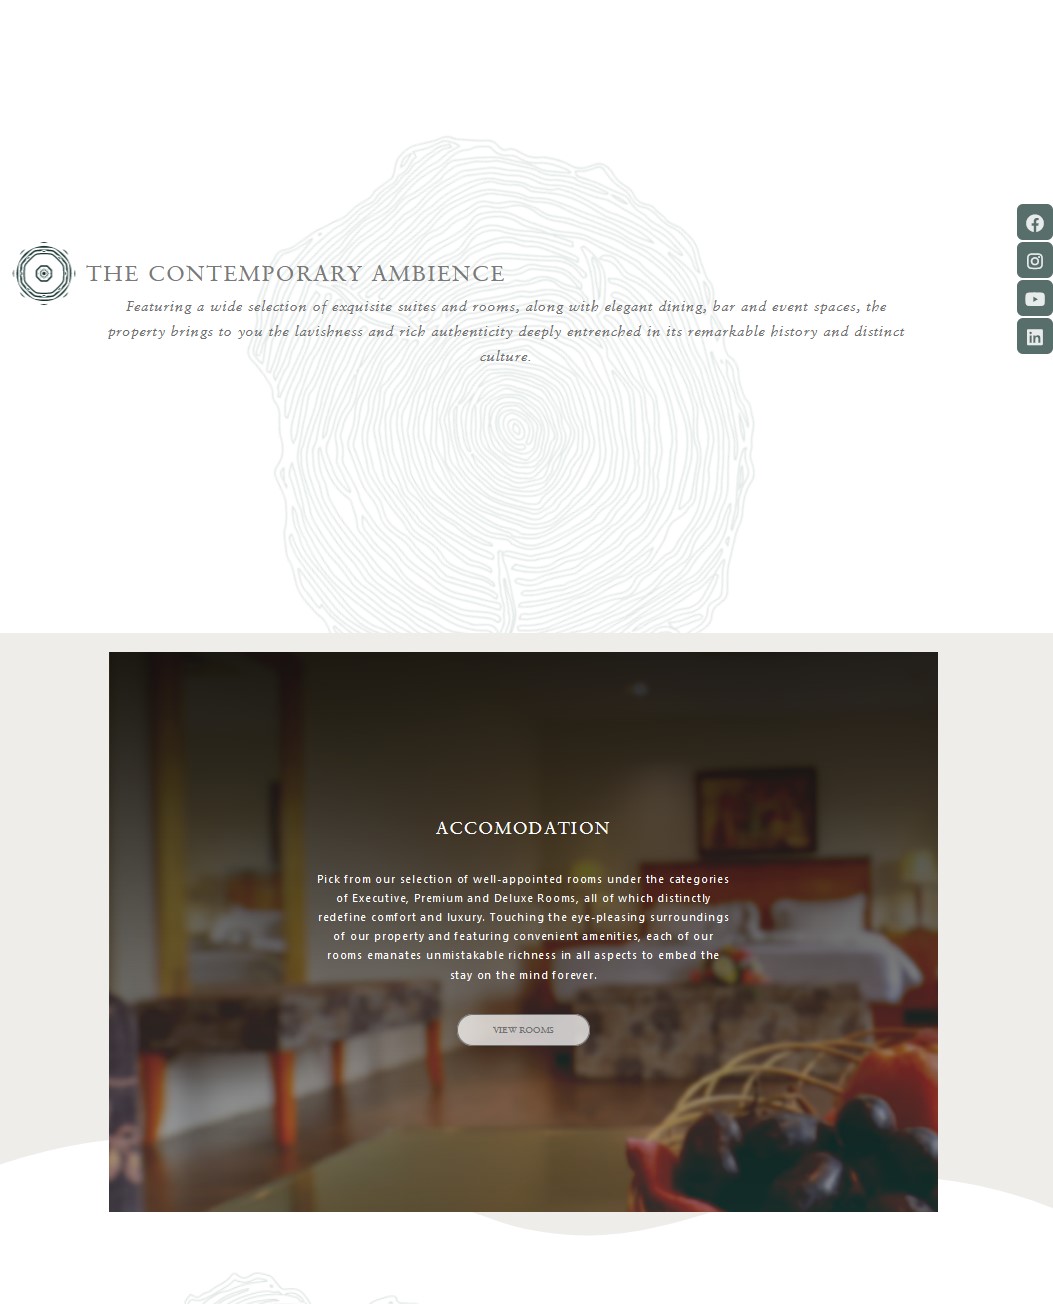 THE CONTEMPORARY AMBIENCE
Featuring a wide selection of exquisite suites and rooms, along with elegant dining, bar and event spaces, the
property brings to you the lavishness and rich authenticity deeply entrenched in its remarkable history and distinct
culture.
ACCOMODATION
Pick from our selection of well-appointed rooms under the categories
of Executive, Premium and Deluxe Rooms, all of which distinctly
redefine comfort and luxury. Touching the eye-pleasing surroundings
of our property and featuring convenient amenities, each of our
rooms emanates unmistakable richness in all aspects to embed the
stay on the mind forever.
VIEW ROOMS